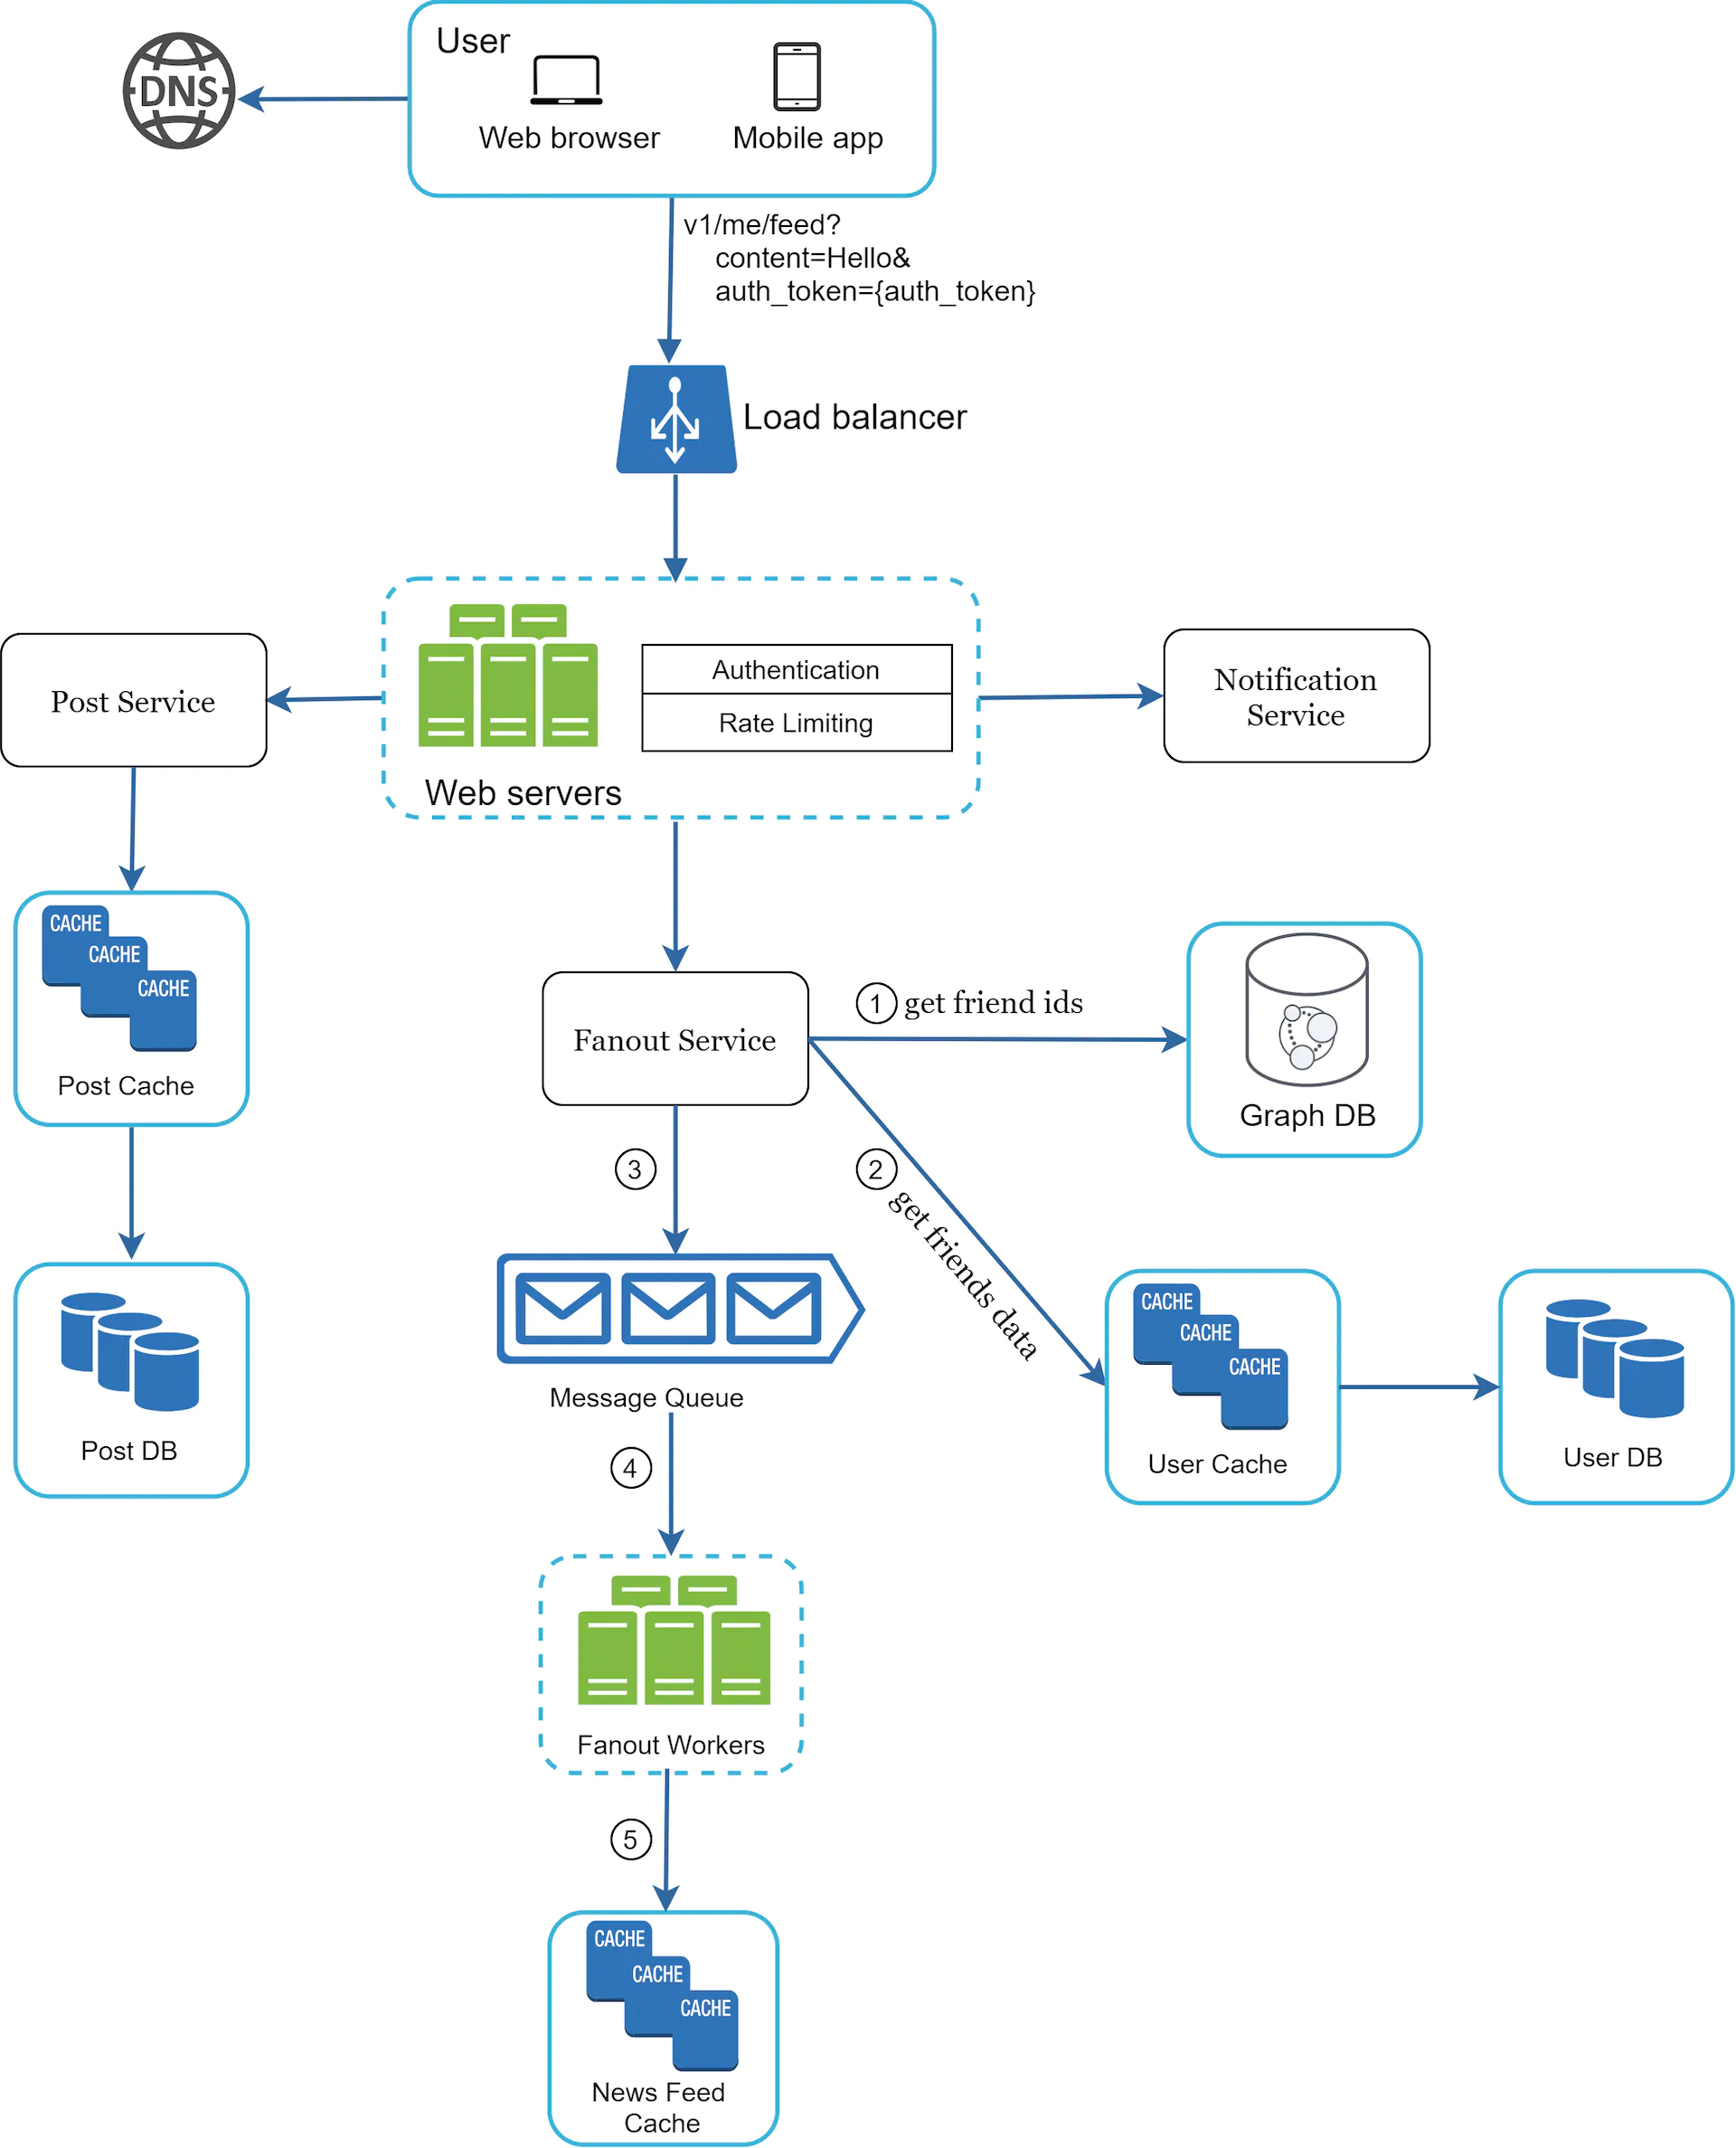 User
DNS
Web browser
Mobile app
v1/me/feed?
content=Hello&
auth_token={auth_token}
Load balancer
Authentication
Rate Limiting
Web servers
Post Service
Notification
Service
CACHE
CACHE
CACHE
Post Cache
Fanout Service
1 get friend ids
Graph DB
2 get friends data
3
Message Queue
Post DB
CACHE
CACHE
CACHE
User Cache
User DB
4
Fanout Workers
5
CACHE
CACHE
CACHE
News Feed
Cache